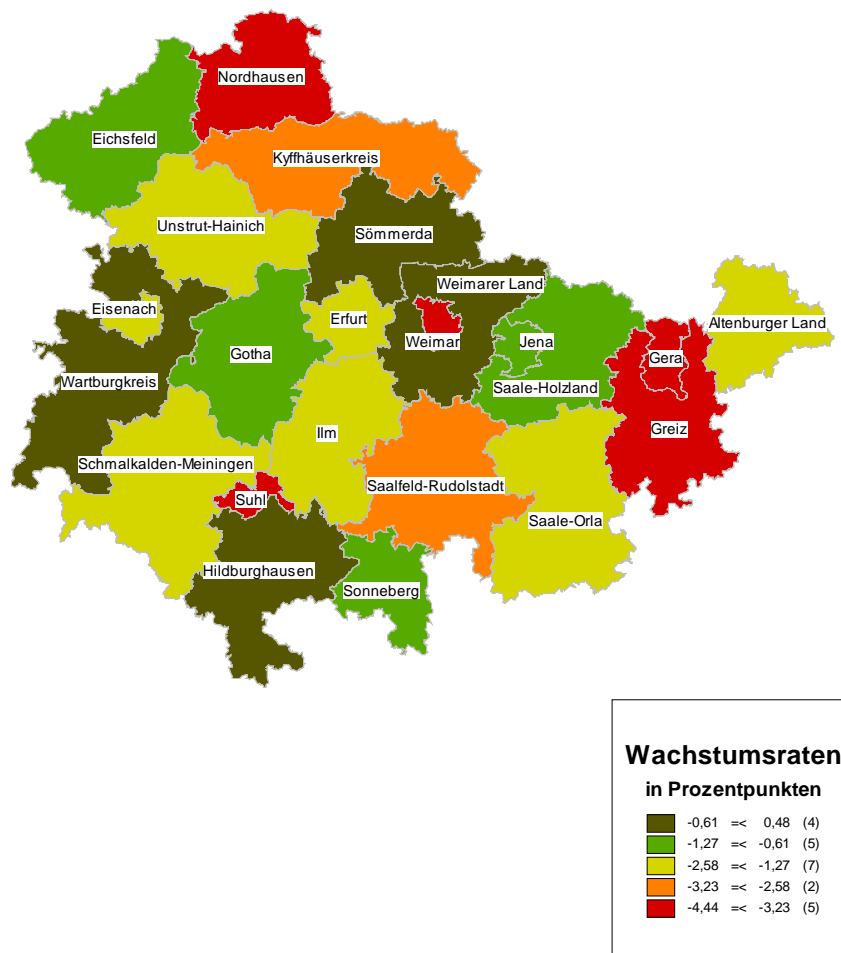 Nordhausen
Eichsfeld
Kyffhäuserkreis
Unstrut-Hainich
Sömmerda
Weimarer Land
Eisenach
Erfurt
Altenburger Land
Weimar
Jena
Gotha
Gera
Wartburgkreis
Saale-Holzland
Ilm
Greiz
Schmalkalden-Meiningen
Saalfeld-Rudolstadt
Suhl
Saale-Orla
Hildburghausen
Sonneberg
Wachstumsraten
in Prozentpunkten
-0,61 =< 0,48 (4)
-1,27 =< -0,61 (5)
-2,58 =< -1,27 (7)
-3,23 =< -2,58 (2)
-4,44 =< -3,23 (5)